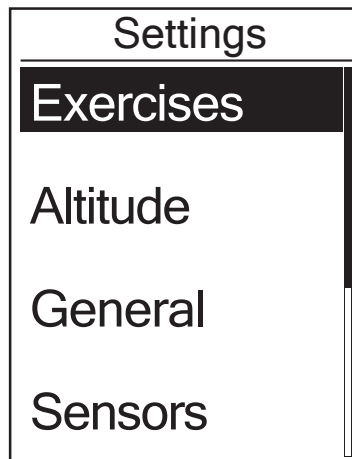 Settings
Exercises
Altitude
General
Sensors